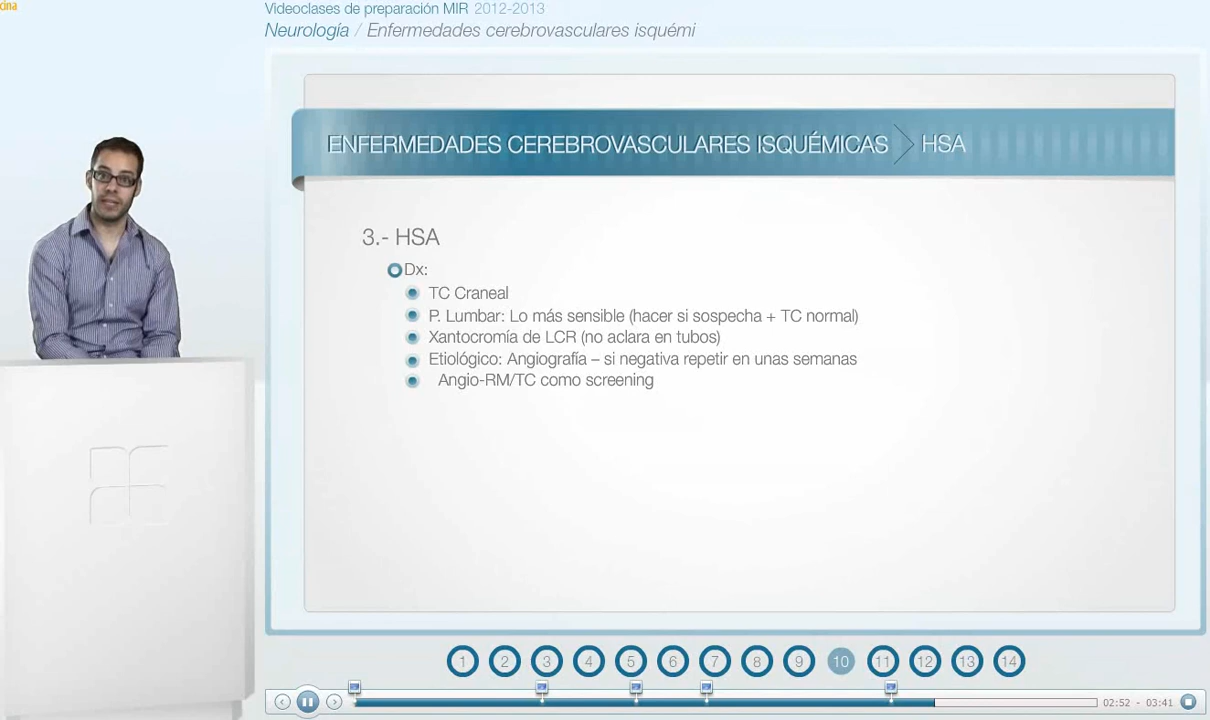 cina
Videoclases de preparación MIR 2012-2013
Neurología / Enfermedades cerebrovasculares isquémi
ENFERMEDADES CEREBROVASCULARES ISQUÉMICAS > HSA
3.- HSA
Dx:
TC Craneal
P. Lumbar: Lo más sensible (hacer si sospecha + TC normal)
Xantocromía de LCR (no aclara en tubos)
Etiológico: Angiografía – si negativa repetir en unas semanas
Angio-RM/TC como screening
1 2 3 4 5 6 7 8 9 10 11 12 13 14
02:52 - 03:41